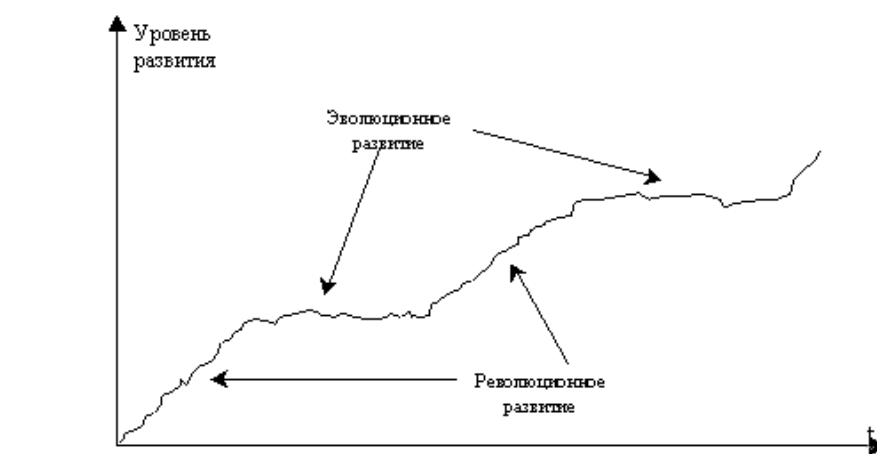 Уровень
развития
Эволюционное
развитие
Революционное
развитие
t